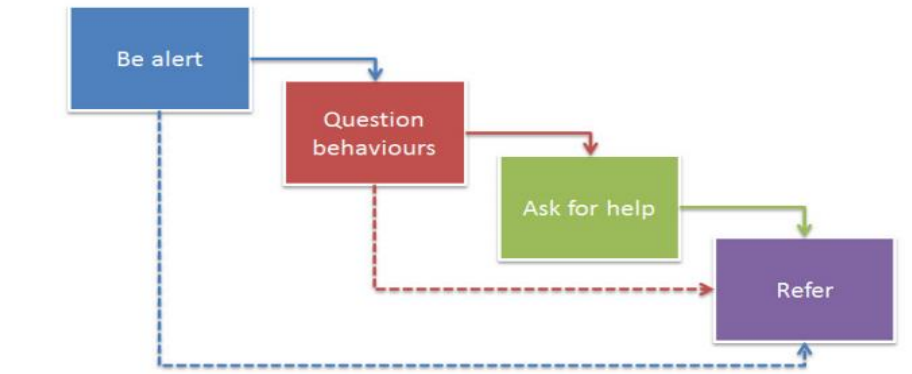 Be alert
Question
behaviours
Ask for help
Refer